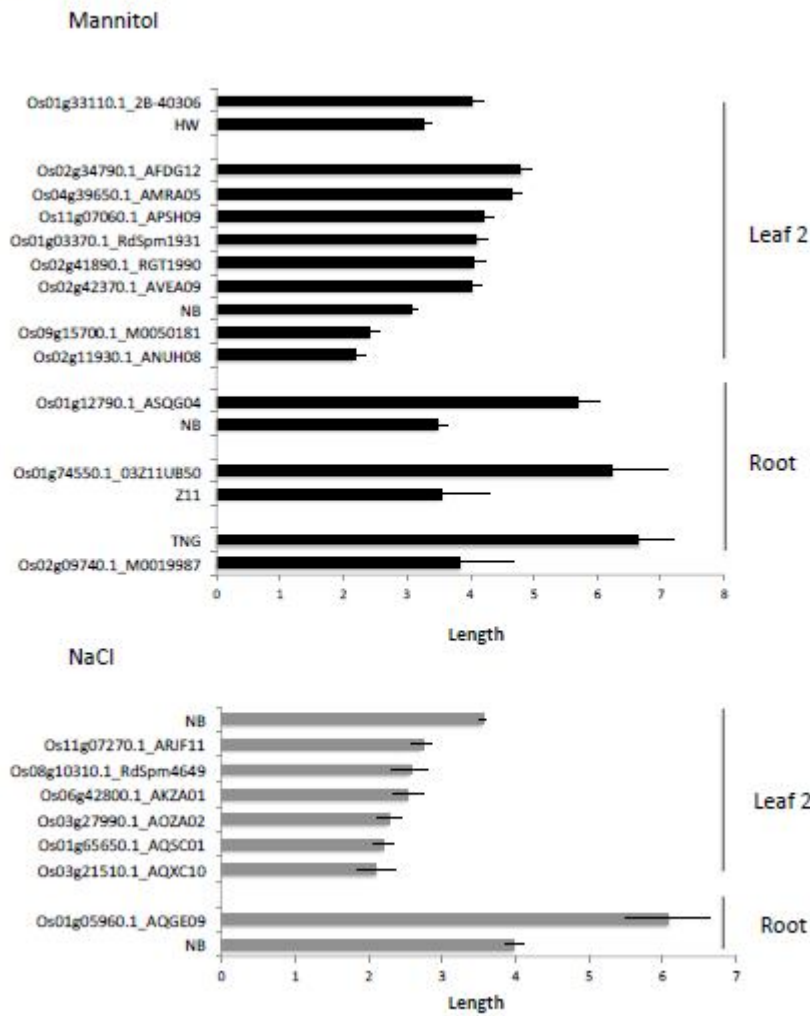 Mannitol
Os01g33110.1_2B-40306
HW
Os02g34790.1_AFDG12
Os04g39650.1_AMRA05
Os11g07060.1_APSH09
Os01g03370.1_RdSpm1931
Os02g41890.1_RGT1990
Os02g42370.1_AVEA09
NB
Os09g15700.1_M0050181
Os02g11930.1_ANUH08
Leaf 2
Os01g12790.1_ASQG04
NB
Os01g74550.1_03Z11UB50
Z11
TNG
Os02g09740.1_M0019987
Root
0 1 2 3 4 5 6 7 8
Length
NaCl
NB
Os11g07270.1_ARJF11
Os08g10310.1_RdSpm4649
Os06g42800.1_AKZA01
Os03g27990.1_AOZA02
Os01g65650.1_AQSC01
Os03g21510.1_AQXC10
Leaf 2
Os01g05960.1_AQGE09
NB
Root
0 1 2 3 4 5 6 7
Length